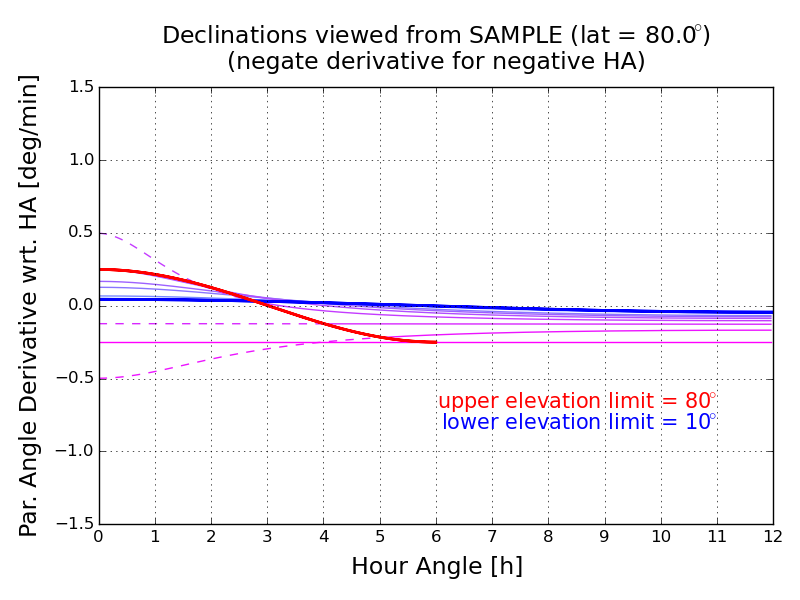 Declinations viewed from SAMPLE (lat = 80.0°)
(negate derivative for negative HA)
Par. Angle Derivative wrt. HA [deg/min]
1.5
1.0
0.5
0.0
−0.5
−1.0
−1.5
upper elevation limit = 80°
lower elevation limit = 10°
0 1 2 3 4 5 6 7 8 9 10 11 12
Hour Angle [h]